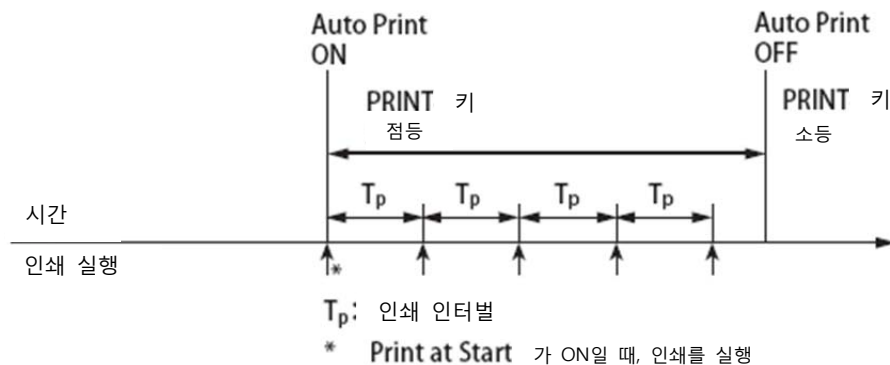 Auto Print
ON
Auto Print
OFF
PRINT 키
점등
PRINT 키
소등
Tp Tp Tp Tp
시간
인쇄 실행
*
Tp: 인쇄 인터벌
* Print at Start 가 ON일 때, 인쇄를 실행